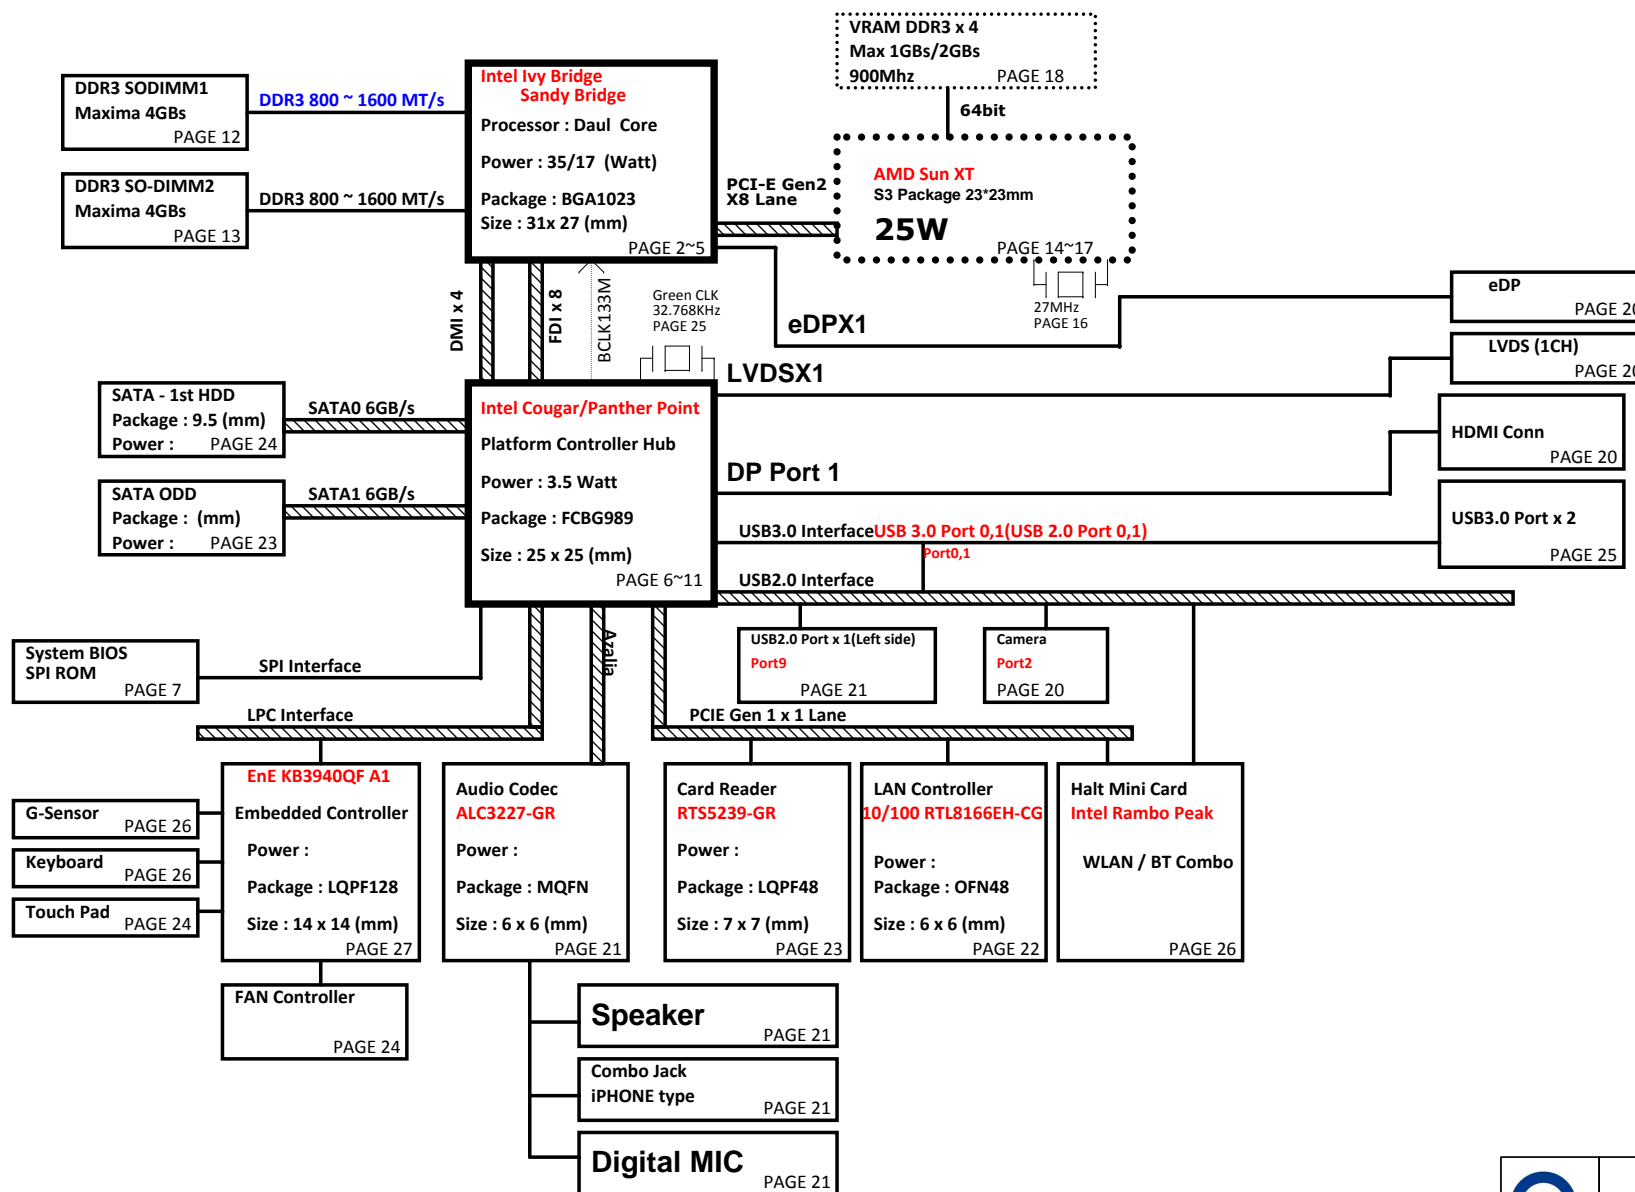 VRAM DDR3 x 4
Max 1GBs/2GBs
900Mhz PAGE 18
64bit
DDR3 SODIMM1
Maxima 4GBs
PAGE 12
DDR3 800 ~ 1600 MT/s
DDR3 SO-DIMM2
Maxima 4GBs
PAGE 13
DDR3 800 ~ 1600 MT/s
Intel Ivy Bridge
Sandy Bridge
Processor : Daul Core
Power : 35/17 (Watt)
Package : BGA1023
Size : 31x 27 (mm)
PAGE 2~5
PCI-E Gen2
X8 Lane
AMD Sun XT
S3 Package 23*23mm
25W
PAGE 14~17
27MHz
PAGE 16
DMI x 4
FDI x 8
BCLK133M
Green CLK
32.768KHz
PAGE 25
eDPX1
eDP
PAGE 20
LVDSX1
LVDS (1CH)
PAGE 20
SATA - 1st HDD
Package : 9.5 (mm)
Power : PAGE 24
SATA0 6GB/s
SATA ODD
Package : (mm)
Power : PAGE 23
SATA1 6GB/s
Intel Cougar/Panther Point
Platform Controller Hub
Power : 3.5 Watt
Package : FCBG989
Size : 25 x 25 (mm)
PAGE 6~11
DP Port 1
HDMI Conn
PAGE 20
USB3.0 Interface USB 3.0 Port 0,1(USB 2.0 Port 0,1)
Port0,1
USB3.0 Port x 2
PAGE 25
USB2.0 Interface
USB2.0 Port x 1(Left side)
Port9
PAGE 21
Camera
Port2
PAGE 20
System BIOS
SPI ROM
PAGE 7
SPI Interface
Azalia
LPC Interface
PCIE Gen 1 x 1 Lane
G-Sensor
PAGE 26
Keyboard
PAGE 26
Touch Pad
PAGE 24
EnE KB3940QF A1
Embedded Controller
Power :
Package : LQPF128
Size : 14 x 14 (mm)
PAGE 27
Audio Codec
ALC3227-GR
Power :
Package : MQFN
Size : 6 x 6 (mm)
PAGE 21
Card Reader
RTS5239-GR
Power :
Package : LQPF48
Size : 7 x 7 (mm)
PAGE 23
LAN Controller
10/100 RTL8166EH-CG
Power :
Package : OFN48
Size : 6 x 6 (mm)
PAGE 22
Halt Mini Card
Intel Rambo Peak
WLAN / BT Combo
PAGE 26
FAN Controller
PAGE 24
Speaker
PAGE 21
Combo Jack
iPHONE type
PAGE 21
Digital MIC
PAGE 21